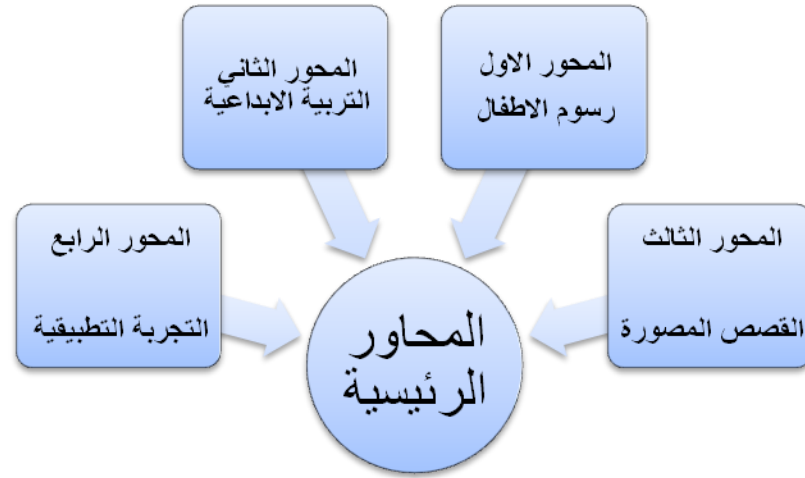 المحور الاول
رسوم الاطفال
المحور الثاني
التربية الابداعية
المحور الثالث
القصص المصورة
المحور الرابع
التجربة التطبيقية
المحاور
الرئيسية